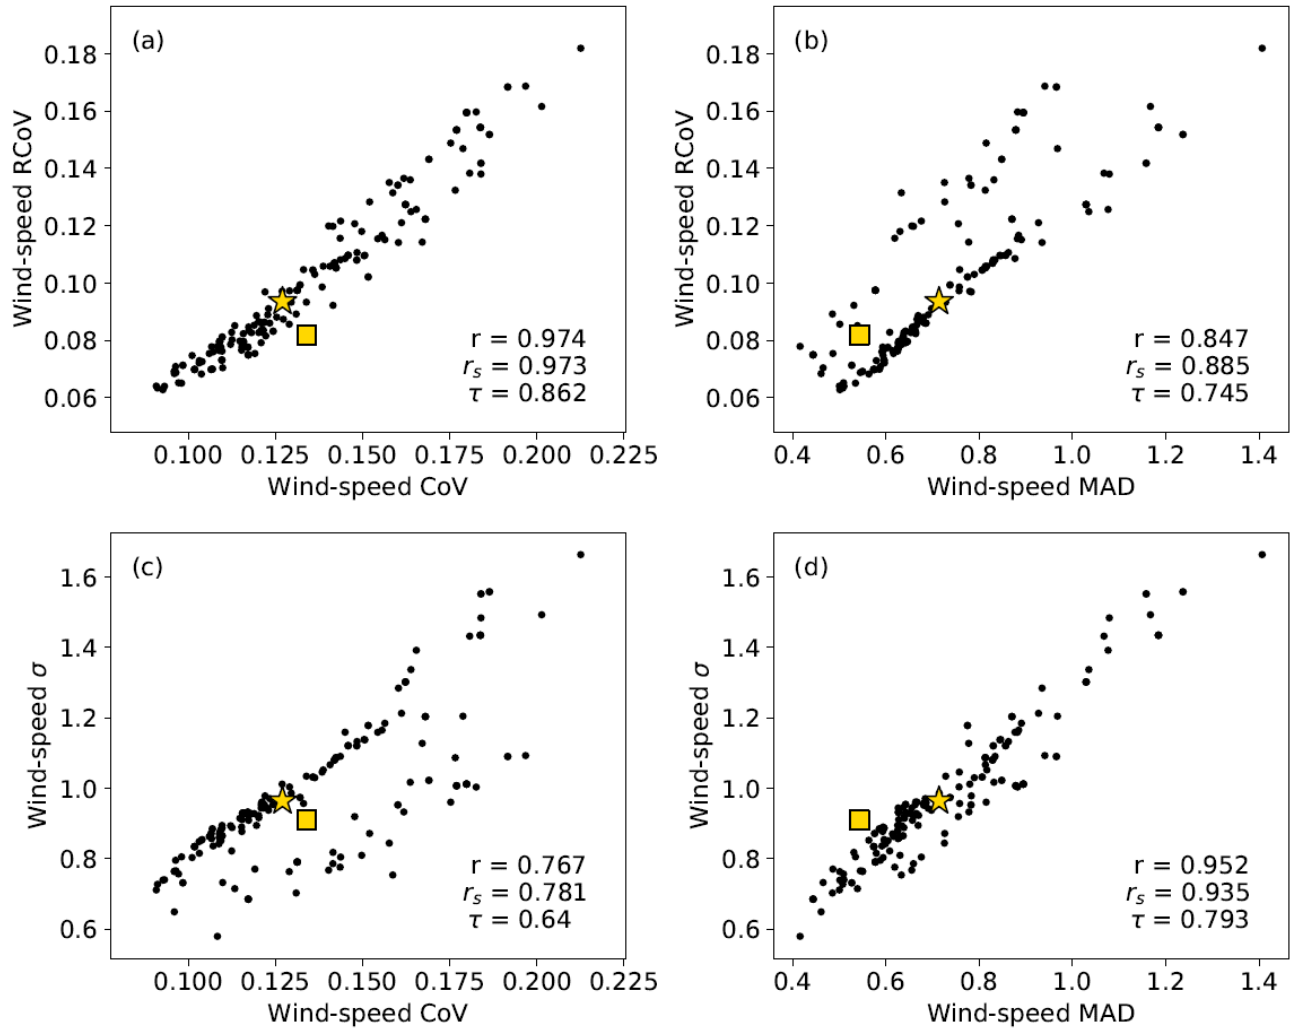 (a)
Wind-speed RCoV
0.18
0.16
0.14
0.12
0.10
0.08
0.06
r = 0.974
r_s = 0.973
τ = 0.862
0.100 0.125 0.150 0.175 0.200 0.225
Wind-speed CoV
(b)
Wind-speed RCoV
0.18
0.16
0.14
0.12
0.10
0.08
0.06
r = 0.847
r_s = 0.885
τ = 0.745
0.4 0.6 0.8 1.0 1.2 1.4
Wind-speed MAD
(c)
Wind-speed σ
1.6
1.4
1.2
1.0
0.8
0.6
r = 0.767
r_s = 0.781
τ = 0.64
0.100 0.125 0.150 0.175 0.200 0.225
Wind-speed CoV
(d)
Wind-speed σ
1.6
1.4
1.2
1.0
0.8
0.6
r = 0.952
r_s = 0.935
τ = 0.793
0.4 0.6 0.8 1.0 1.2 1.4
Wind-speed MAD